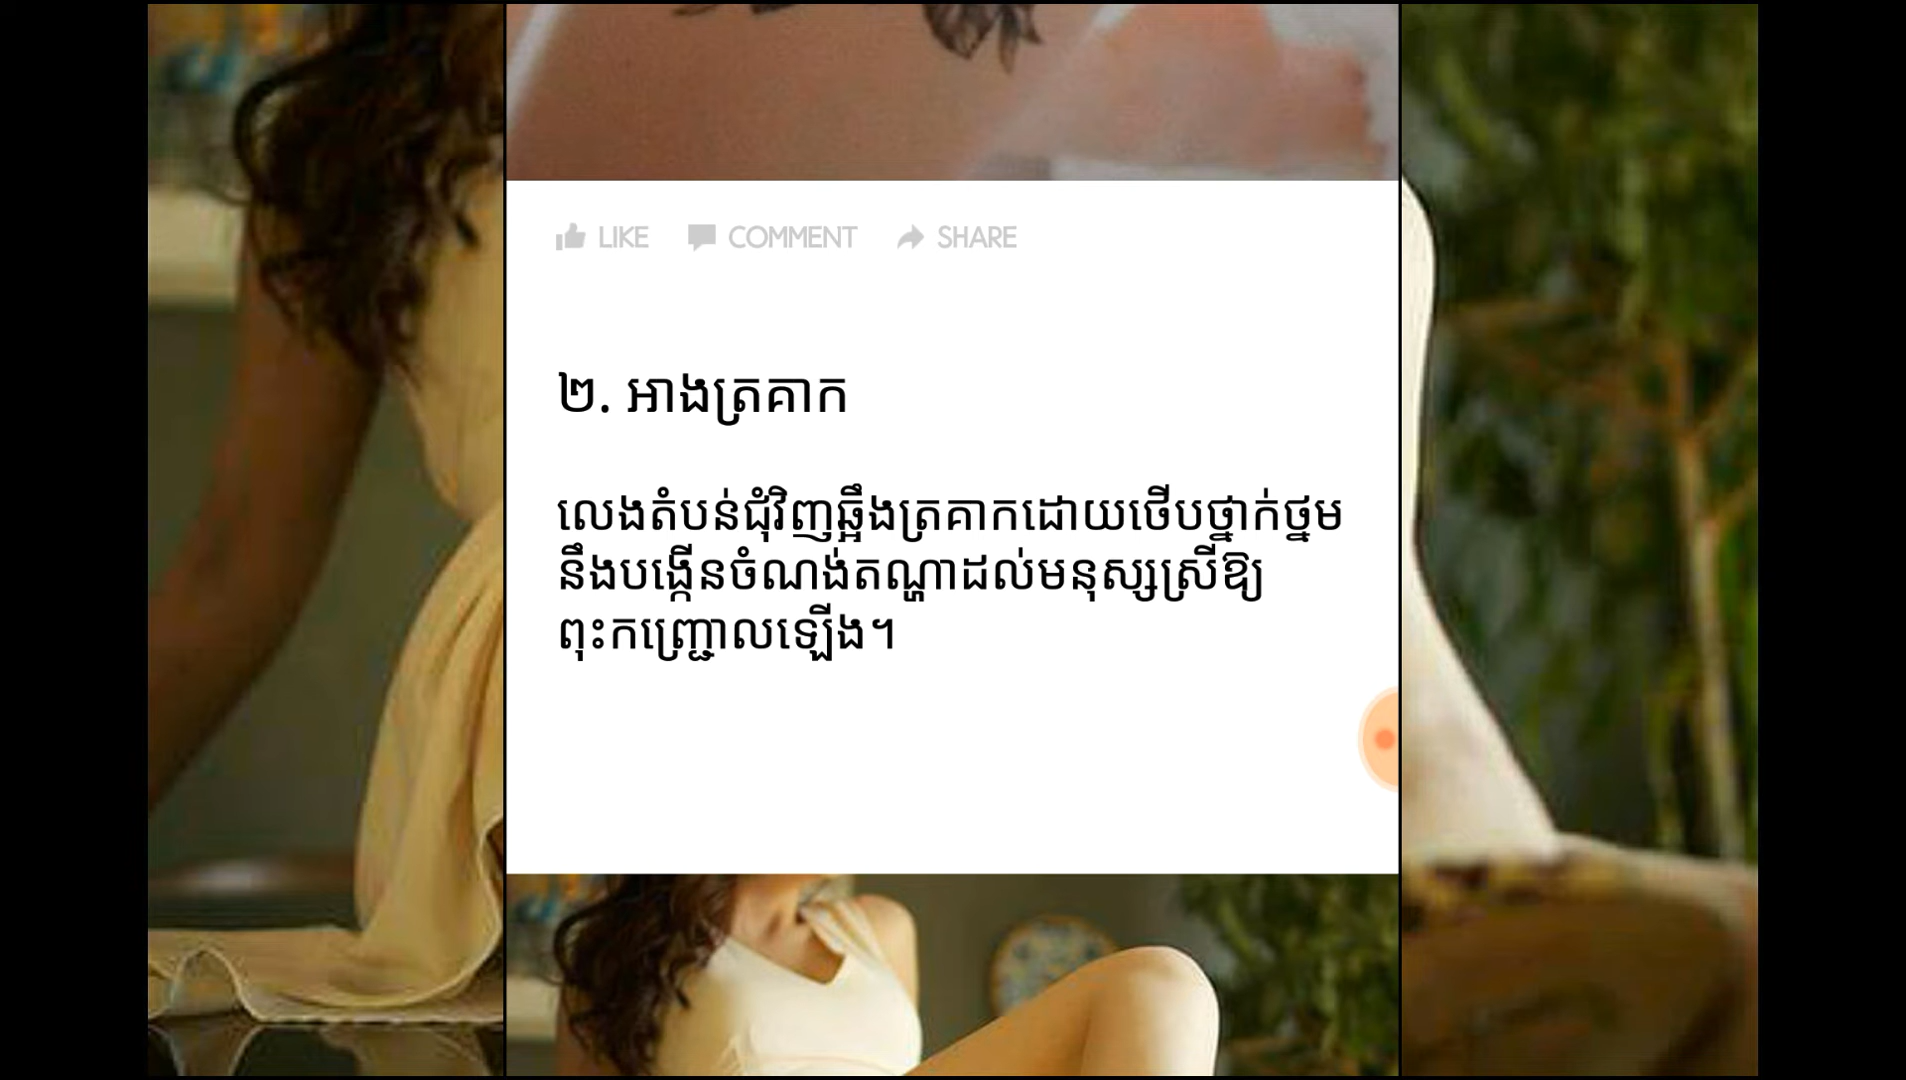 LIKE COMMENT SHARE
២. អាងត្រគាក
លេងតំបន់ជុំវិញឆ្អឹងត្រគាកដោយថើបថ្នាក់ថ្នម
នឹងបង្កើនចំណង់តណ្ហាដល់មនុស្សស្រីឱ្យ
ពុះកញ្ជ្រោលឡើង។